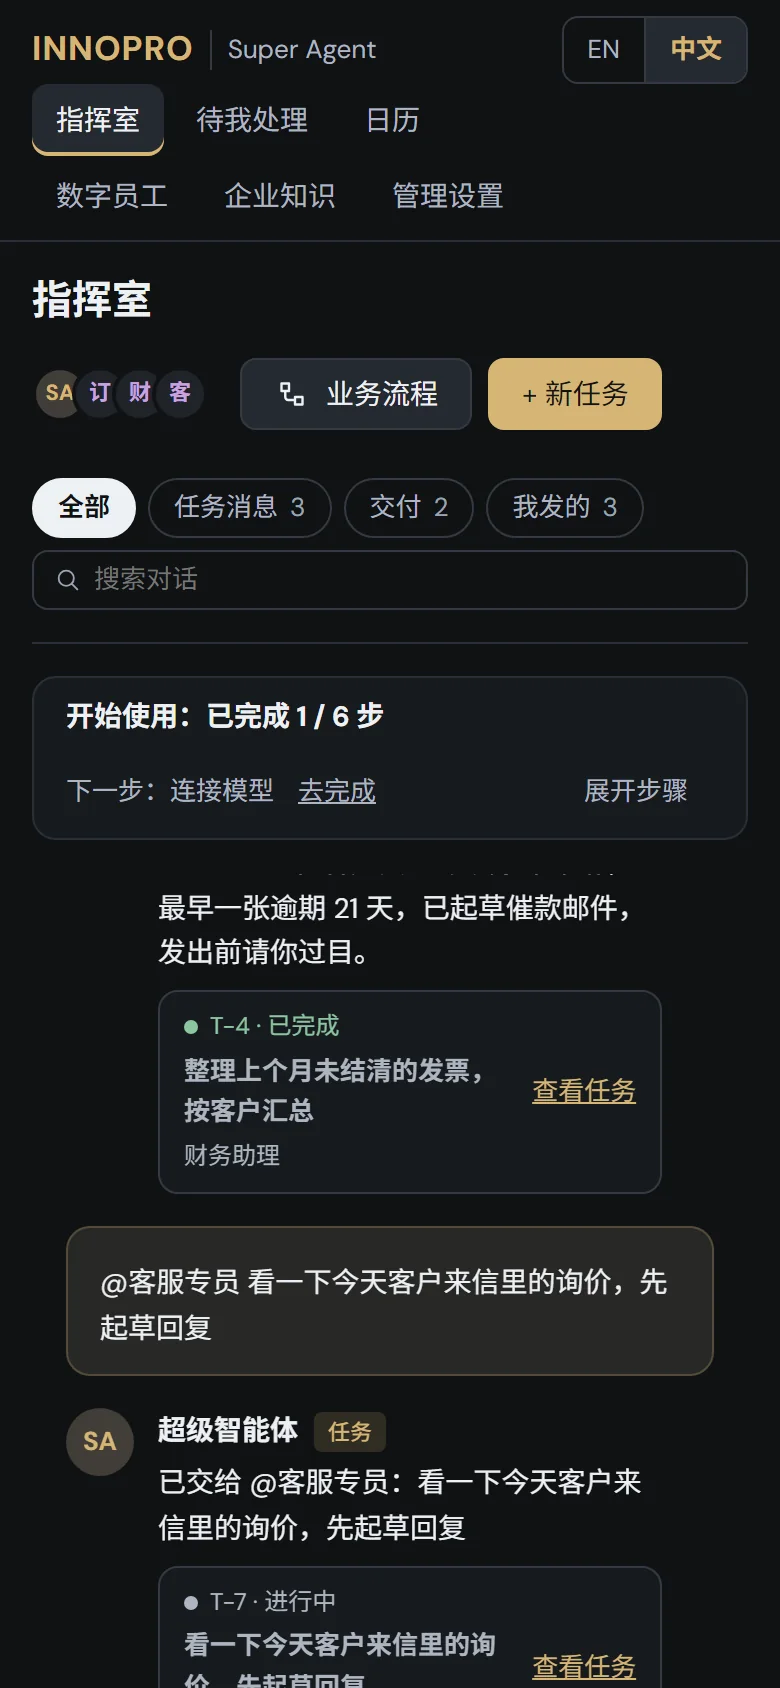 INNOPRO Super Agent EN 中文
指挥室 待我处理 日历
数字员工 企业知识 管理设置
指挥室
SA 订 财 客 业务流程 + 新任务
全部 任务消息 3 交付 2 我发的 3
搜索对话
开始使用：已完成 1 / 6 步
下一步：连接模型 去完成 展开步骤
最早一张逾期 21 天，已起草催款邮件，
发出前请你过目。
T-4 · 已完成
整理上个月未结清的发票，
按客户汇总
查看任务
财务助理
@客服专员 看一下今天客户来信里的询价，先
起草回复
SA 超级智能体 任务
已交给 @客服专员：看一下今天客户来
信里的询价，先起草回复
T-7 · 进行中
看一下今天客户来信里的询
价，先起草回复
查看任务